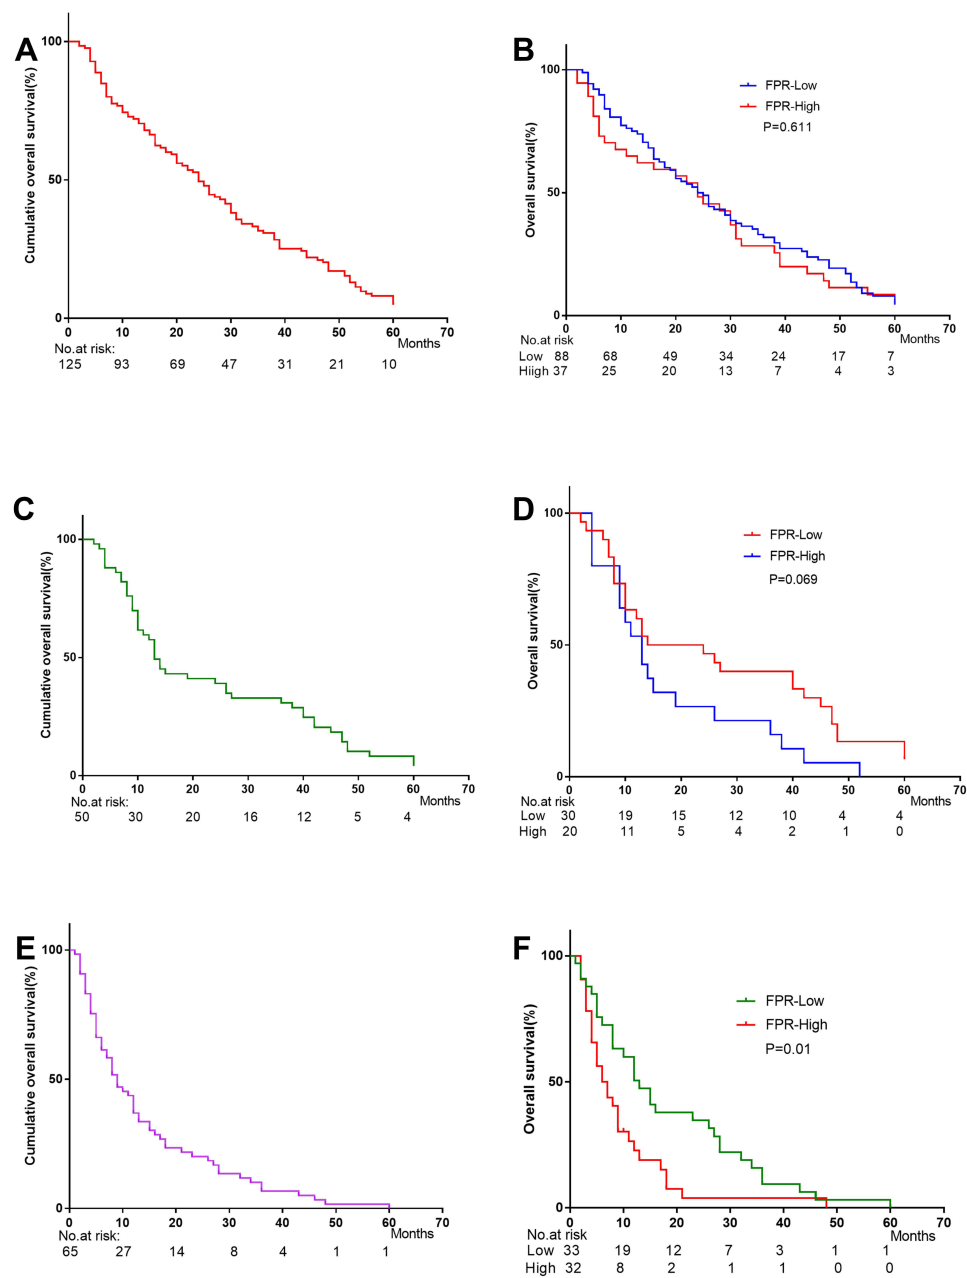 A
Cumulative overall survival(%)
100
50
0
0 10 20 30 40 50 60 70
Months
No.at risk:
125 93 69 47 31 21 10
B
Overall survival(%)
100
50
0
FPR-Low
FPR-High
P=0.611
0 10 20 30 40 50 60 70
Months
No.at risk
Low 88 68 49 34 24 17 7
Hiigh 37 25 20 13 7 4 3
C
Cumulative overall survival(%)
100
50
0
0 10 20 30 40 50 60 70
Months
No.at risk:
50 30 20 16 12 5 4
D
Overall survival(%)
100
50
0
FPR-Low
FPR-High
P=0.069
0 10 20 30 40 50 60 70
Months
No.at risk
Low 30 19 15 12 10 4 4
High 20 11 5 4 2 1 0
E
Cumulative overall survival(%)
100
50
0
0 10 20 30 40 50 60 70
Months
No.at risk:
65 27 14 8 4 1 1
F
Overall survival(%)
100
50
0
FPR-Low
FPR-High
P=0.01
0 10 20 30 40 50 60 70
Months
No.at risk
Low 33 19 12 7 3 1 1
High 32 8 2 1 1 0 0